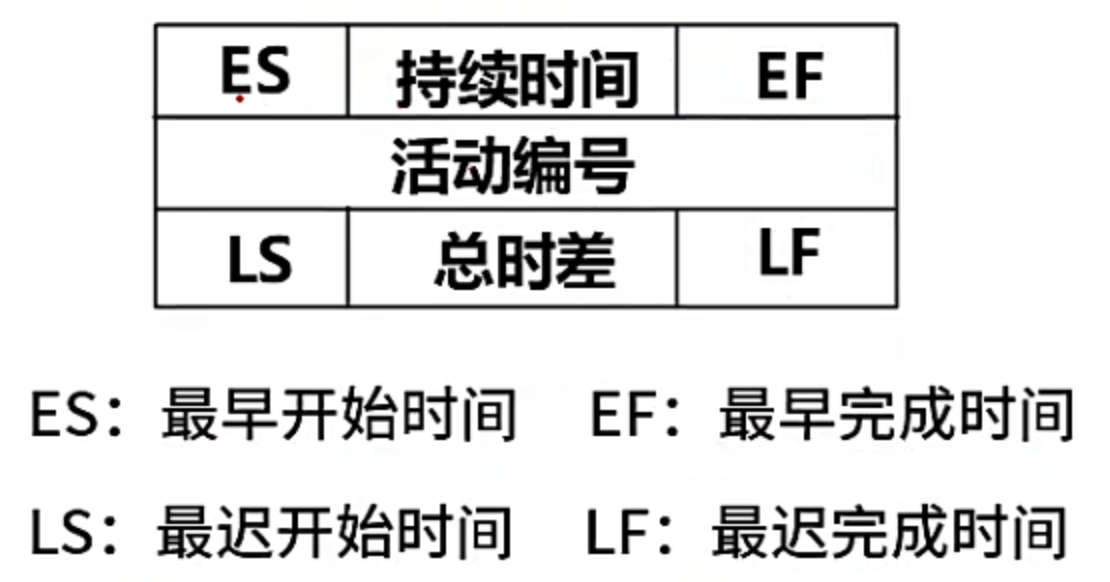 ES 持续时间 EF
活动编号
LS 总时差 LF
ES：最早开始时间 EF：最早完成时间
LS：最迟开始时间 LF：最迟完成时间